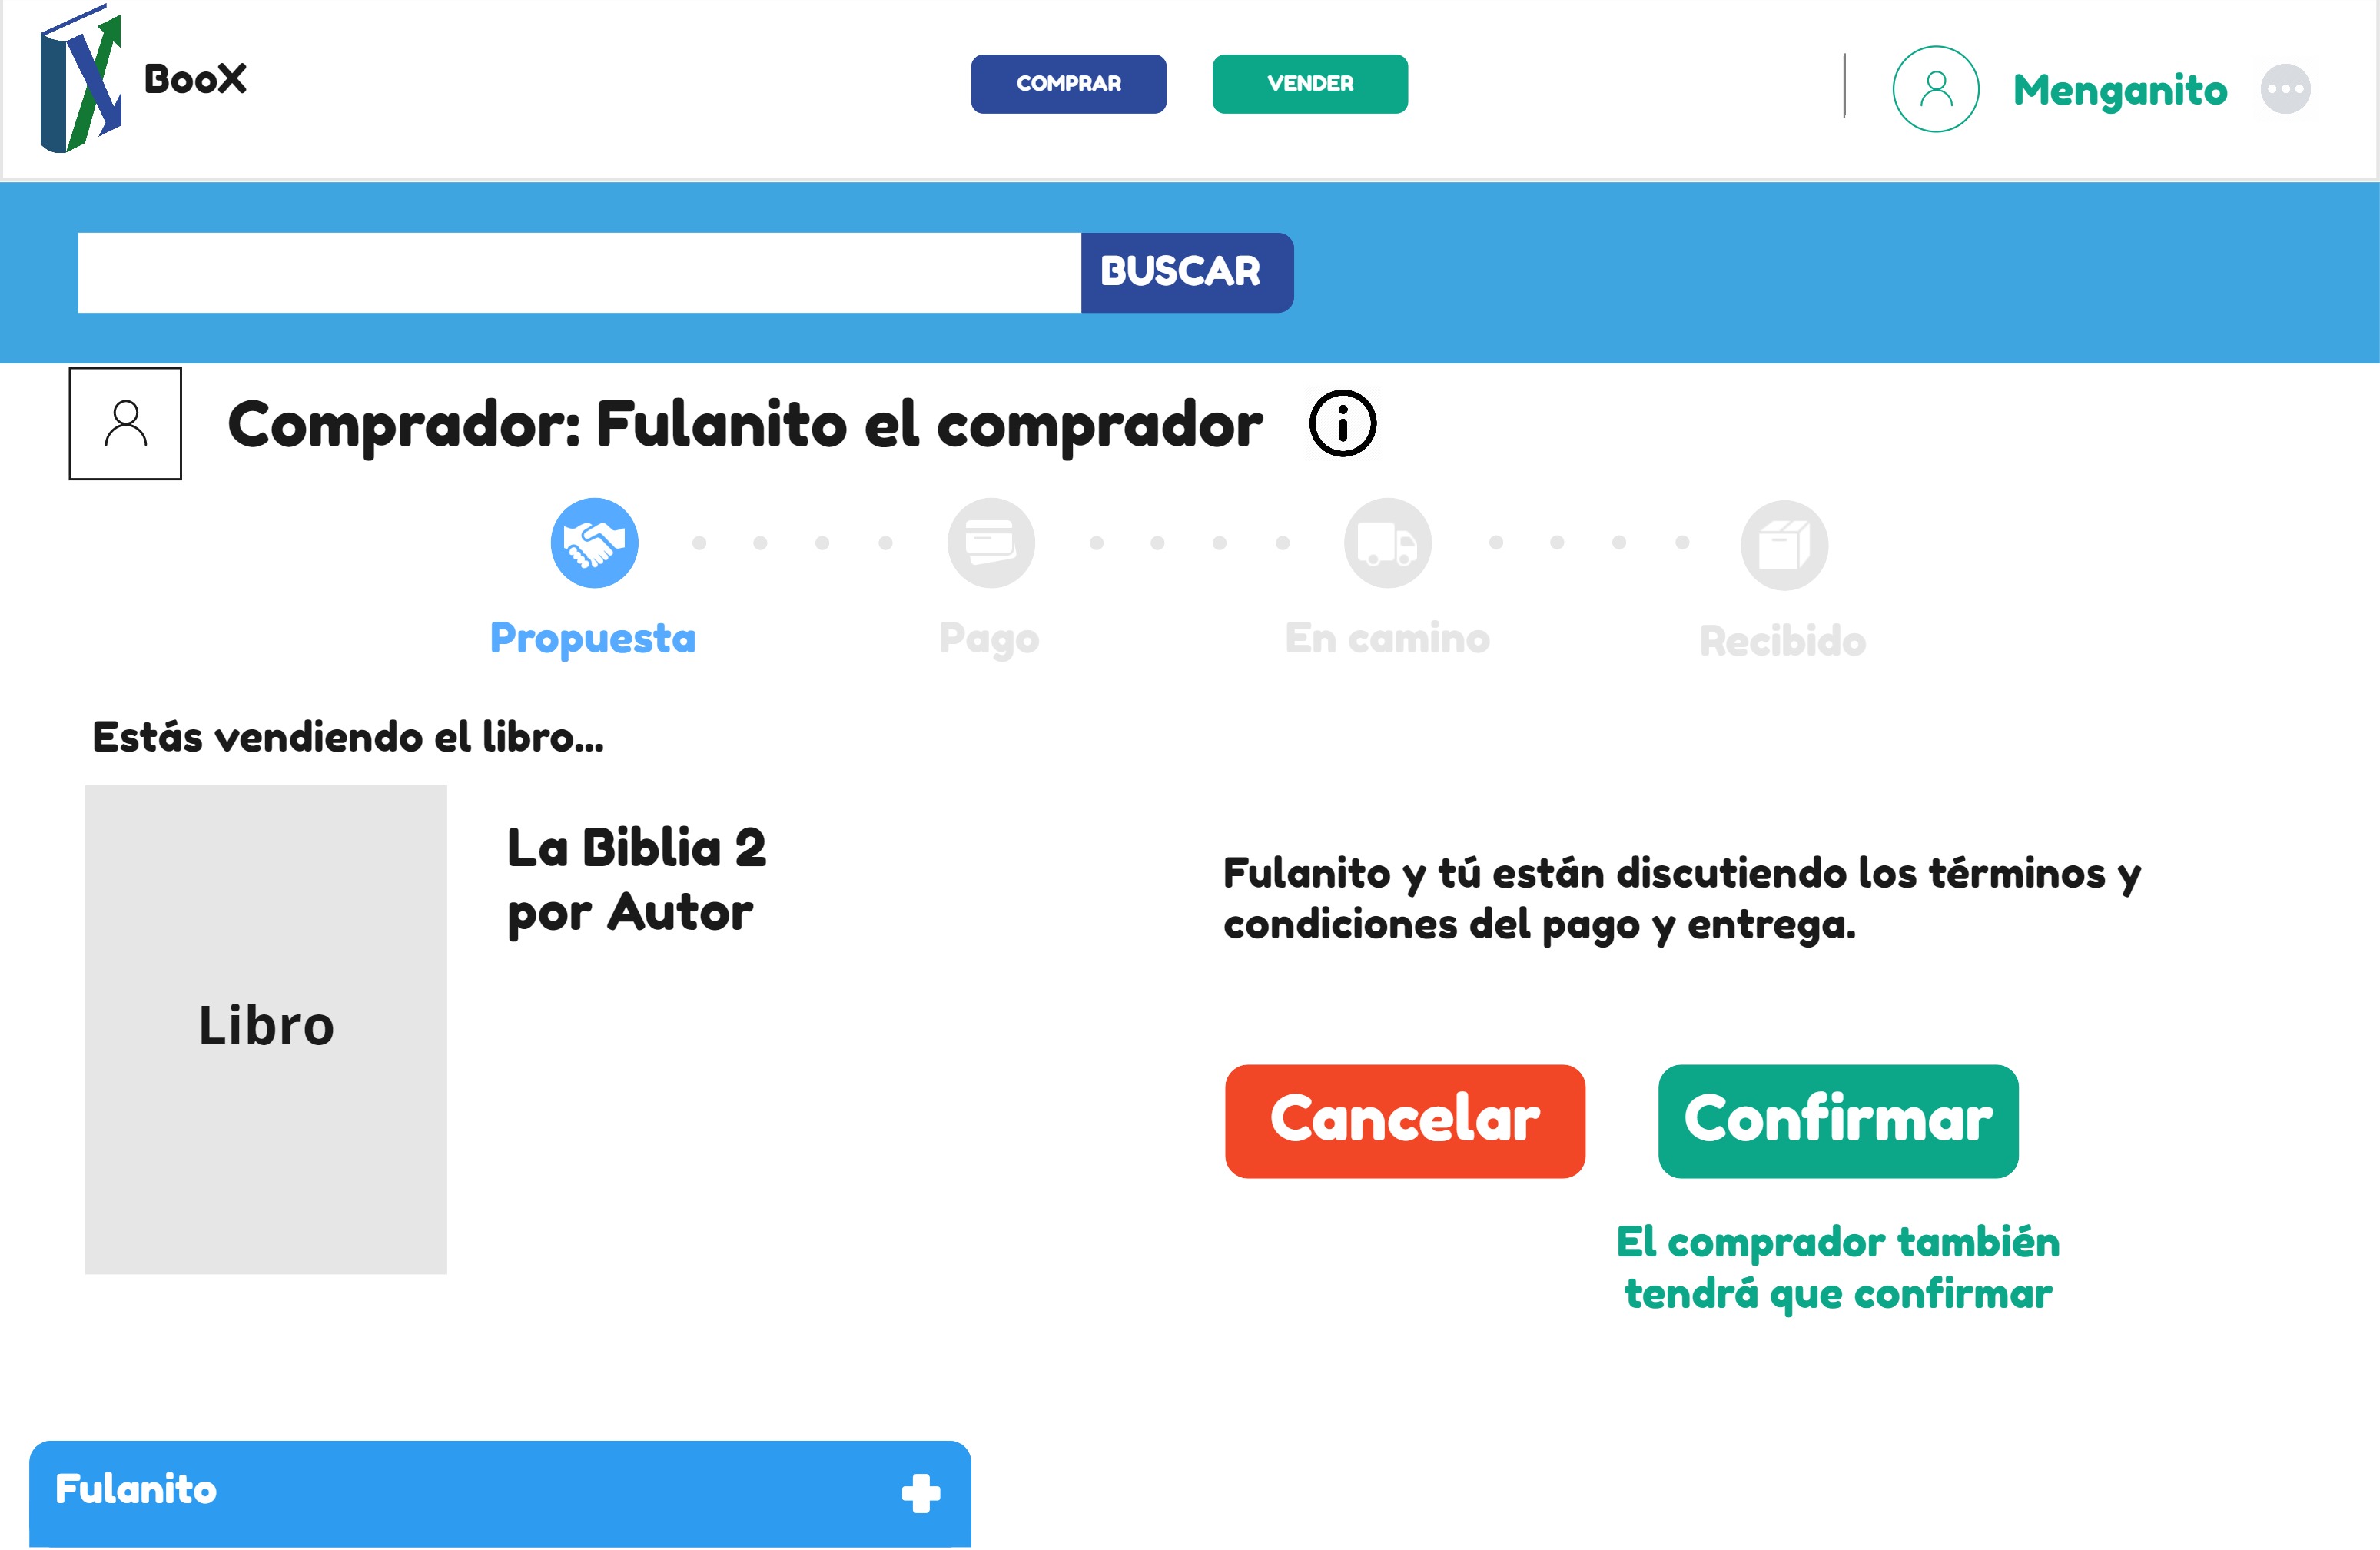 BooX
COMPRAR
VENDER
Menganito
BUSCAR
Comprador: Fulanito el comprador
Propuesta
Pago
En camino
Recibido
Estás vendiendo el libro...
Libro
La Biblia 2
por Autor
Fulanito y tú están discutiendo los términos y
condiciones del pago y entrega.
Cancelar
Confirmar
El comprador también
tendrá que confirmar
Fulanito